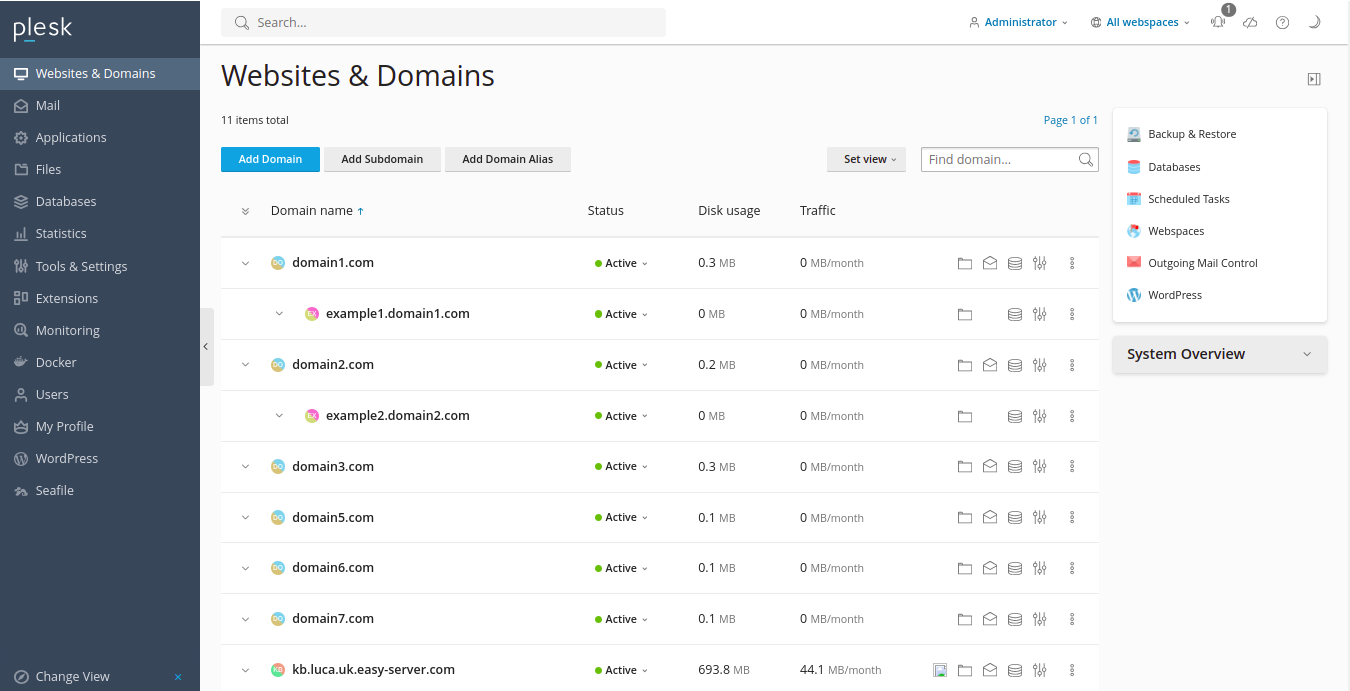 plesk
Search...
Administrator
All webspaces
1
Websites & Domains
Mail
Applications
Files
Databases
Statistics
Tools & Settings
Extensions
Monitoring
Docker
Users
My Profile
WordPress
Seafile
Change View
Websites & Domains
11 items total
Page 1 of 1
Add Domain Add Subdomain Add Domain Alias Set view Find domain...
Domain name Status Disk usage Traffic
DO domain1.com Active 0.3 MB 0 MB/month
EX example1.domain1.com Active 0 MB 0 MB/month
DO domain2.com Active 0.2 MB 0 MB/month
EX example2.domain2.com Active 0 MB 0 MB/month
DO domain3.com Active 0.3 MB 0 MB/month
DO domain5.com Active 0.1 MB 0 MB/month
DO domain6.com Active 0.1 MB 0 MB/month
DO domain7.com Active 0.1 MB 0 MB/month
KB kb.luca.uk.easy-server.com Active 693.8 MB 44.1 MB/month
Backup & Restore
Databases
Scheduled Tasks
Webspaces
Outgoing Mail Control
WordPress
System Overview